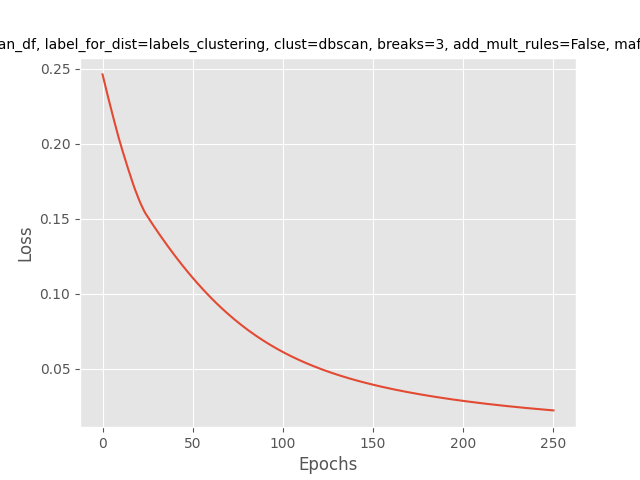 an_df, label_for_dist=labels_clustering, clust=dbscan, breaks=3, add_mult_rules=False, maf
0.25
0.20
0.15
0.10
0.05
Loss
0 50 100 150 200 250
Epochs